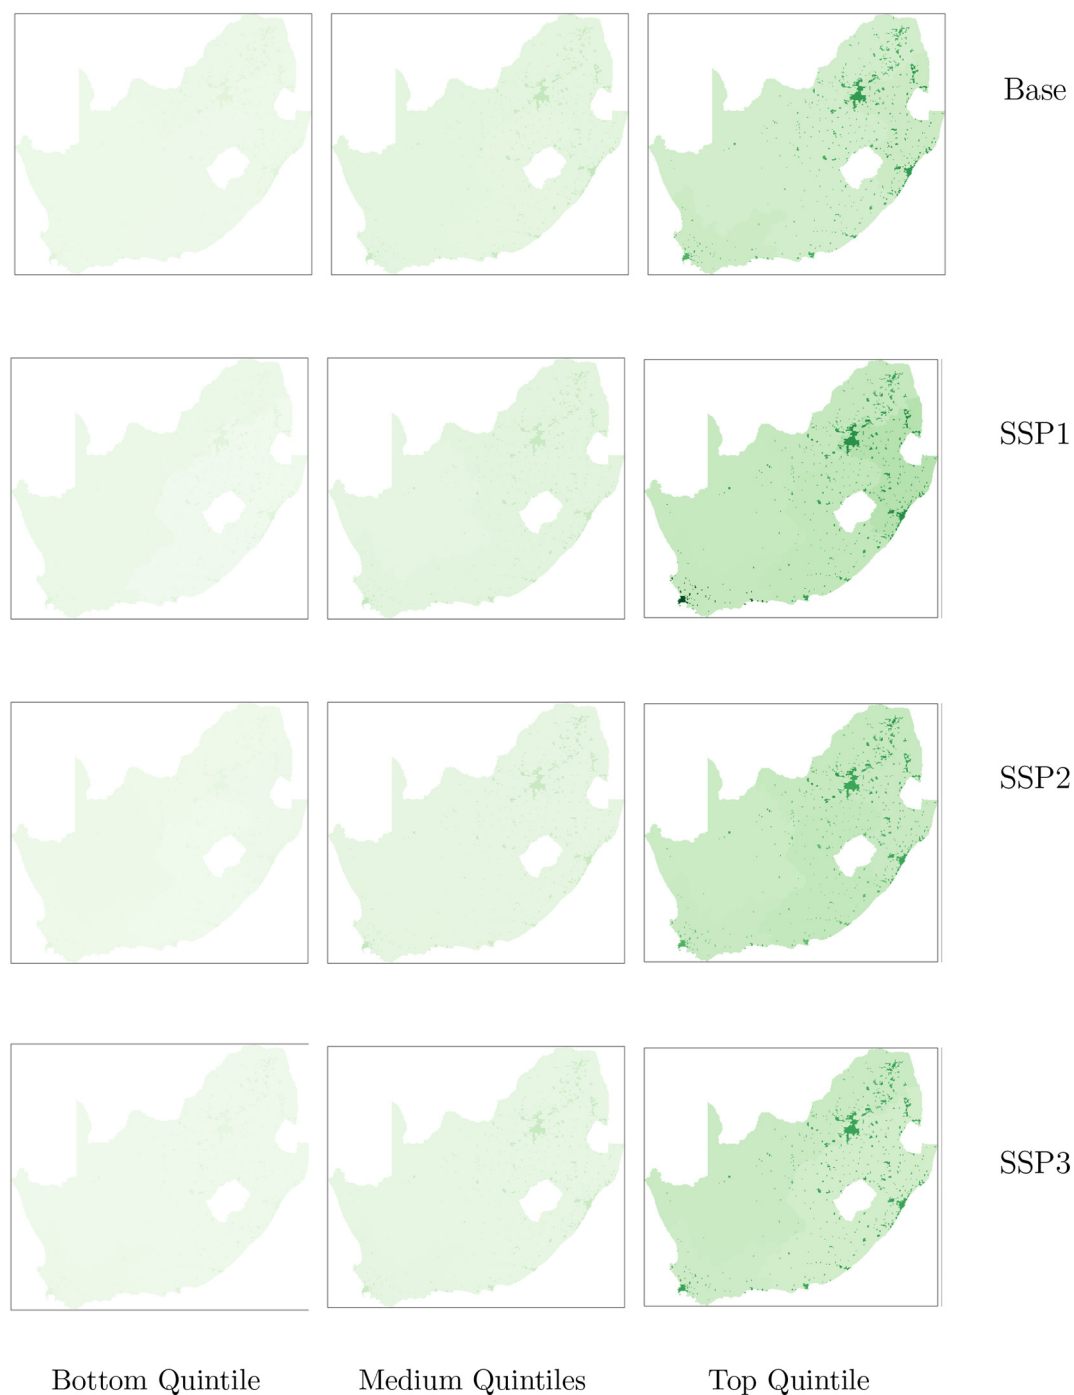 Base
SSP1
SSP2
SSP3
Bottom Quintile
Medium Quintiles
Top Quintile